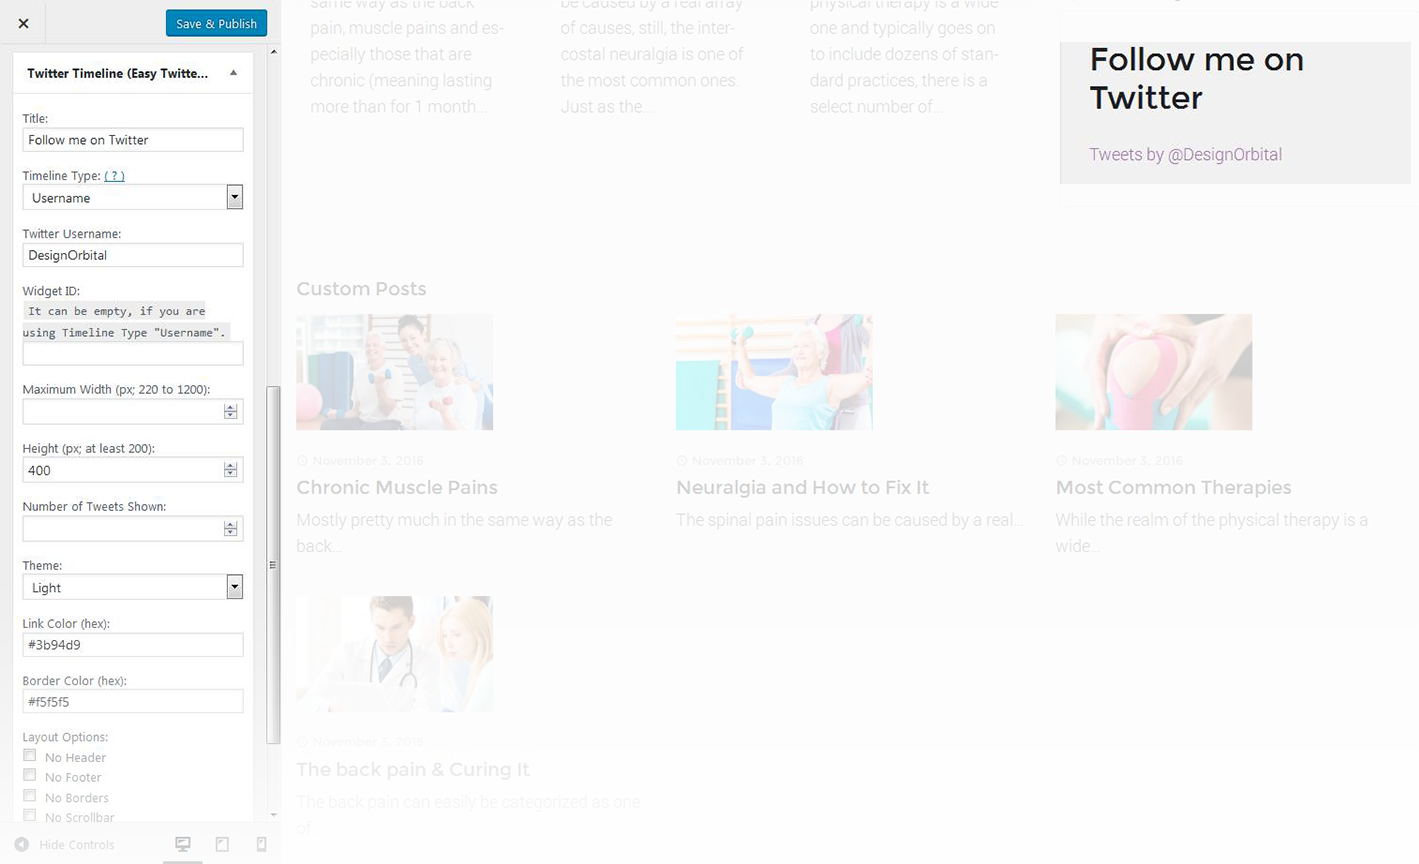 Save & Publish
Twitter Timeline (Easy Twitte...
Title:
Follow me on Twitter
Timeline Type: ( ? )
Username
Twitter Username:
DesignOrbital
Widget ID:
It can be empty, if you are
using Timeline Type "Username".
Maximum Width (px; 220 to 1200):
Height (px; at least 200):
400
Number of Tweets Shown:
Theme:
Light
Link Color (hex):
#3b94d9
Border Color (hex):
#f5f5f5
Layout Options:
No Header
No Footer
No Borders
No Scrollbar
Hide Controls
same way as the back
pain, muscle pains and es-
pecially those that are
chronic (meaning lasting
more than for 1 month...
be caused by a real array
of causes, still, the inter-
costal neuralgia is one of
the most common ones.
Just as the...
physical therapy is a wide
one and typically goes on
to include dozens of stan-
dard practices, there is a
select number of...
Follow me on
Twitter
Tweets by @DesignOrbital
Custom Posts
November 3, 2016
Chronic Muscle Pains
Mostly pretty much in the same way as the
back...
November 3, 2016
Neuralgia and How to Fix It
The spinal pain issues can be caused by a real...
November 3, 2016
Most Common Therapies
While the realm of the physical therapy is a
wide...
November 3, 2016
The back pain & Curing It
The back pain can easily be categorized as one
of...